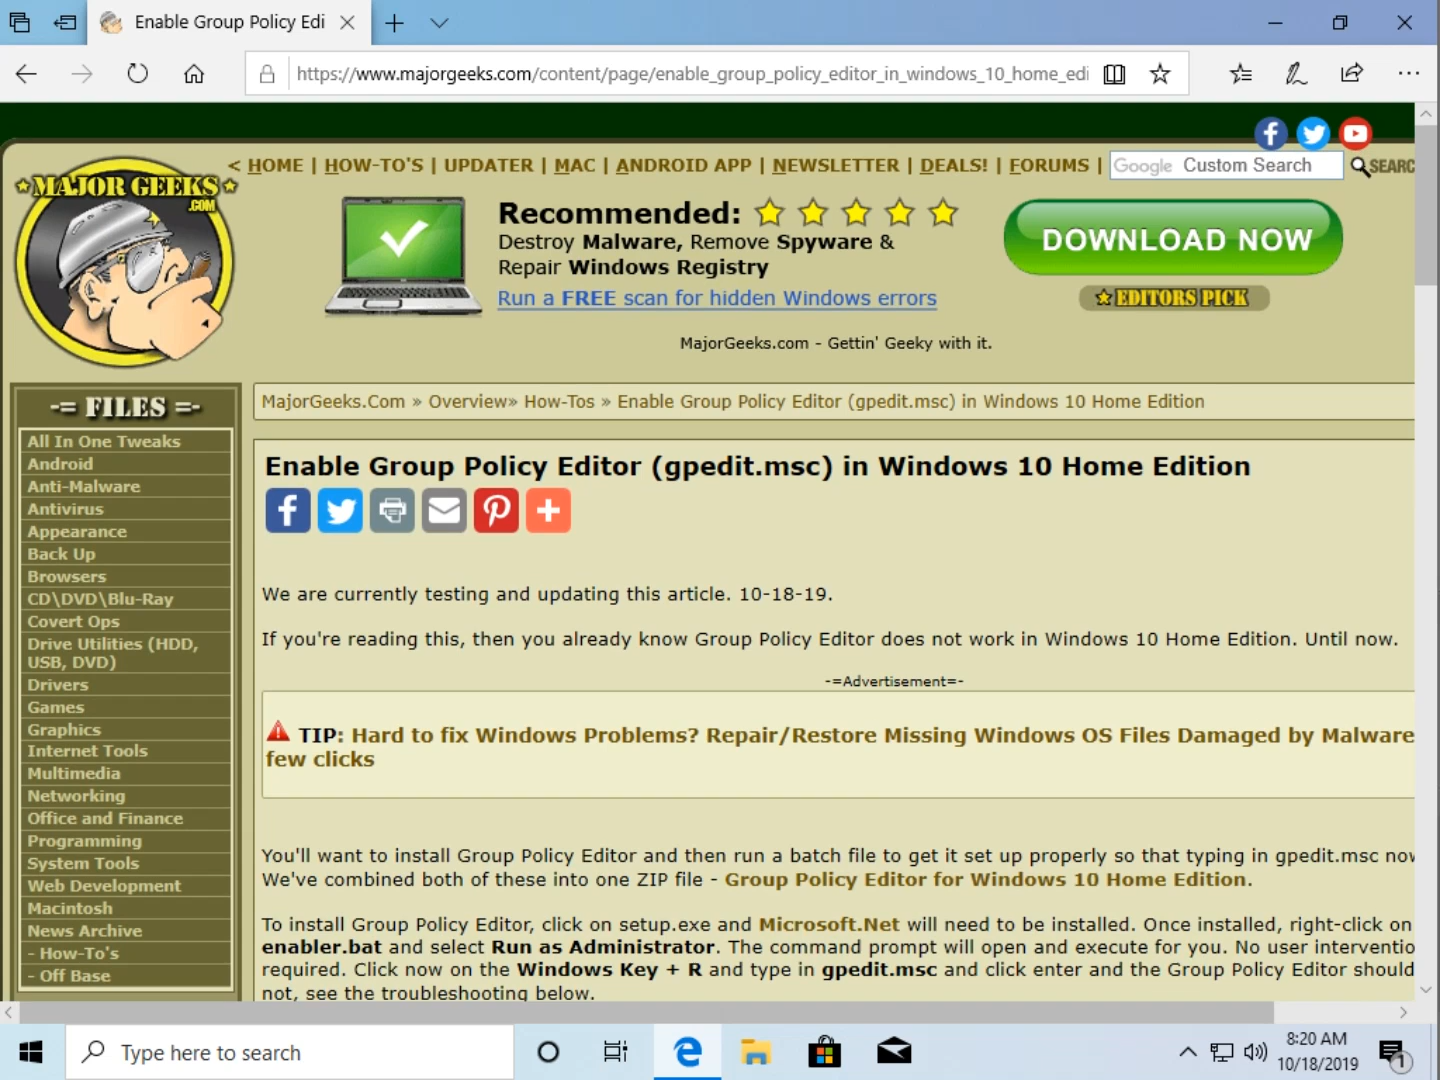 Enable Group Policy Edi
https://www.majorgeeks.com/content/page/enable_group_policy_editor_in_windows_10_home_edi
MAJOR GEEKS
.COM
< HOME | HOW-TO'S | UPDATER | MAC | ANDROID APP | NEWSLETTER | DEALS! | FORUMS |
Google Custom Search
SEARC
Recommended:
Destroy Malware, Remove Spyware &
Repair Windows Registry
Run a FREE scan for hidden Windows errors
DOWNLOAD NOW
EDITORS PICK
MajorGeeks.com - Gettin' Geeky with it.
-= FILES =-
All In One Tweaks
Android
Anti-Malware
Antivirus
Appearance
Back Up
Browsers
CD\DVD\Blu-Ray
Covert Ops
Drive Utilities (HDD,
USB, DVD)
Drivers
Games
Graphics
Internet Tools
Multimedia
Networking
Office and Finance
Programming
System Tools
Web Development
Macintosh
News Archive
- How-To's
- Off Base
MajorGeeks.Com » Overview» How-Tos » Enable Group Policy Editor (gpedit.msc) in Windows 10 Home Edition
Enable Group Policy Editor (gpedit.msc) in Windows 10 Home Edition
We are currently testing and updating this article. 10-18-19.
If you're reading this, then you already know Group Policy Editor does not work in Windows 10 Home Edition. Until now.
-=Advertisement=-
TIP: Hard to fix Windows Problems? Repair/Restore Missing Windows OS Files Damaged by Malware
few clicks
You'll want to install Group Policy Editor and then run a batch file to get it set up properly so that typing in gpedit.msc now
We've combined both of these into one ZIP file - Group Policy Editor for Windows 10 Home Edition.
To install Group Policy Editor, click on setup.exe and Microsoft.Net will need to be installed. Once installed, right-click on
enabler.bat and select Run as Administrator. The command prompt will open and execute for you. No user interventio
required. Click now on the Windows Key + R and type in gpedit.msc and click enter and the Group Policy Editor should
not, see the troubleshooting below.
Type here to search
8:20 AM
10/18/2019
1